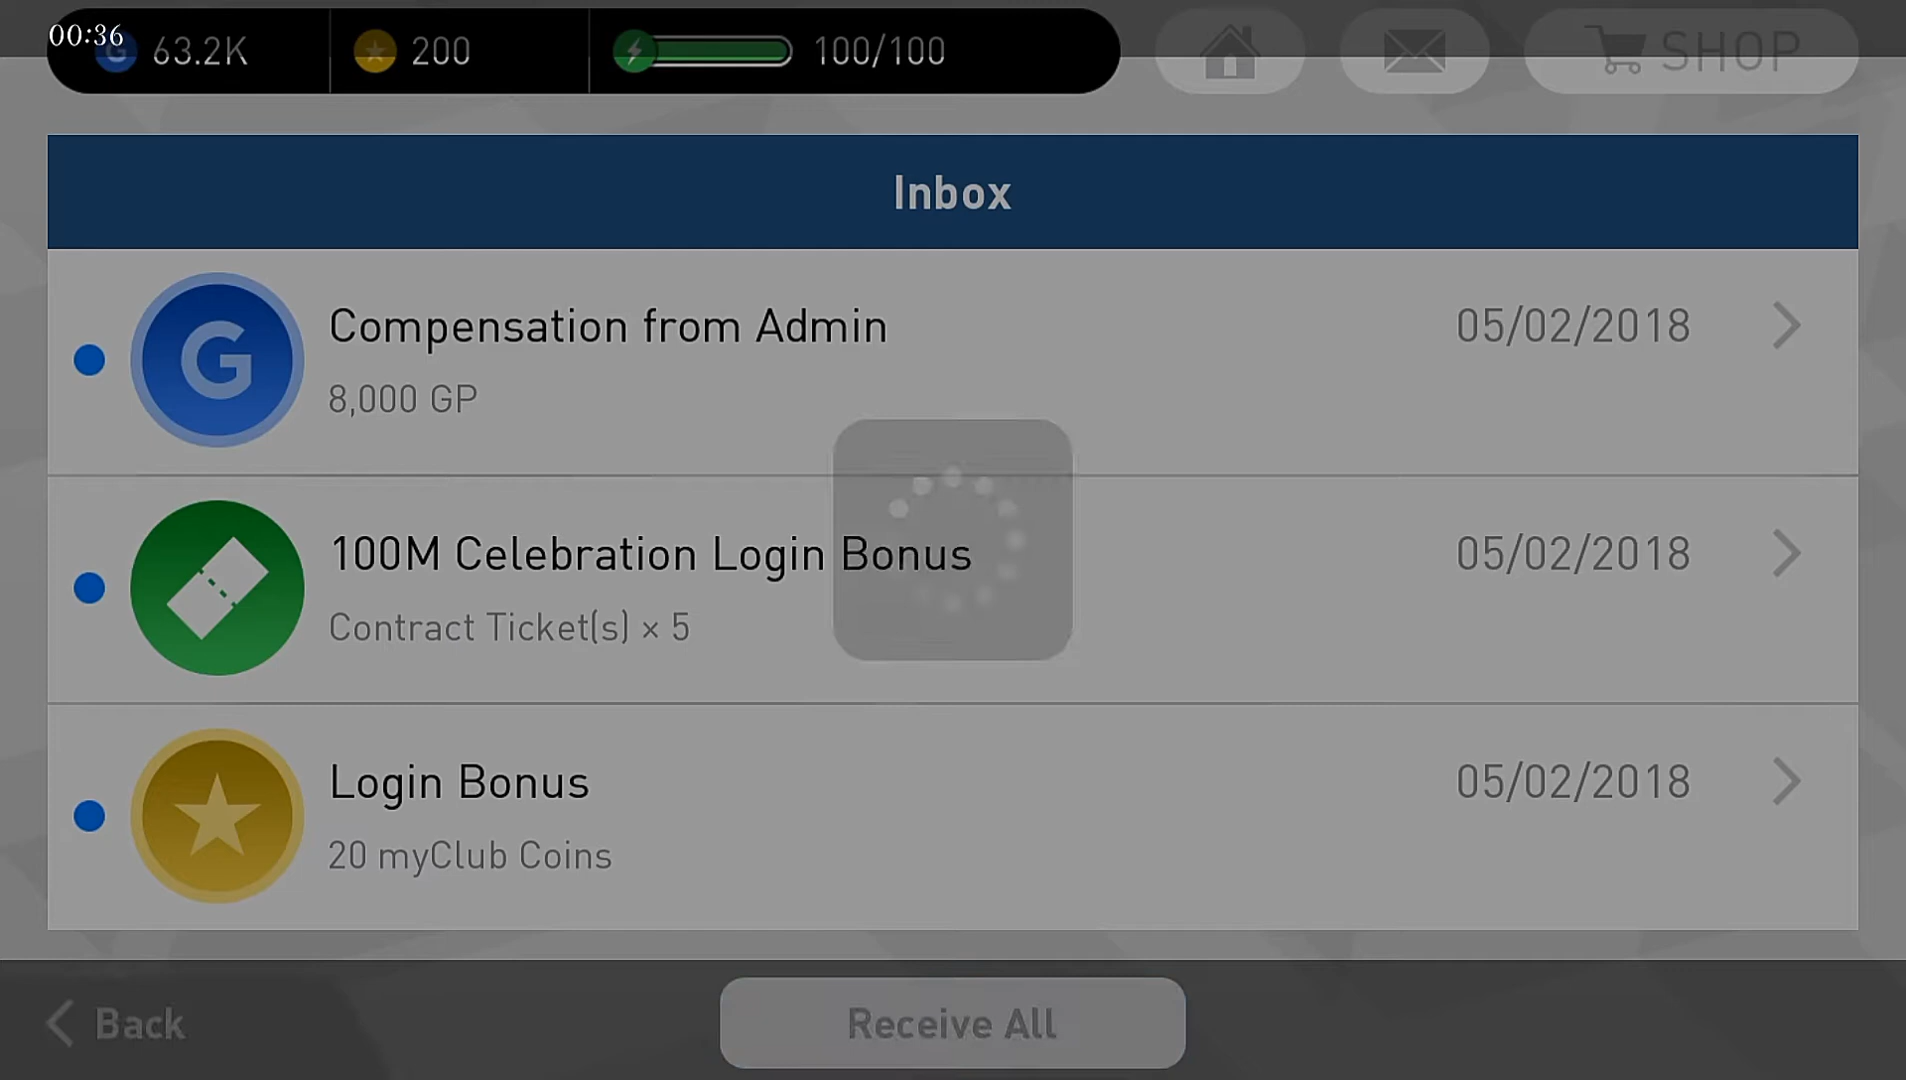 00:36
G 63.2K 200 100/100 SHOP
Inbox
Compensation from Admin 05/02/2018
G
8,000 GP
100M Celebration Login Bonus 05/02/2018
Contract Ticket(s) × 5
Login Bonus 05/02/2018
20 myClub Coins
Back Receive All